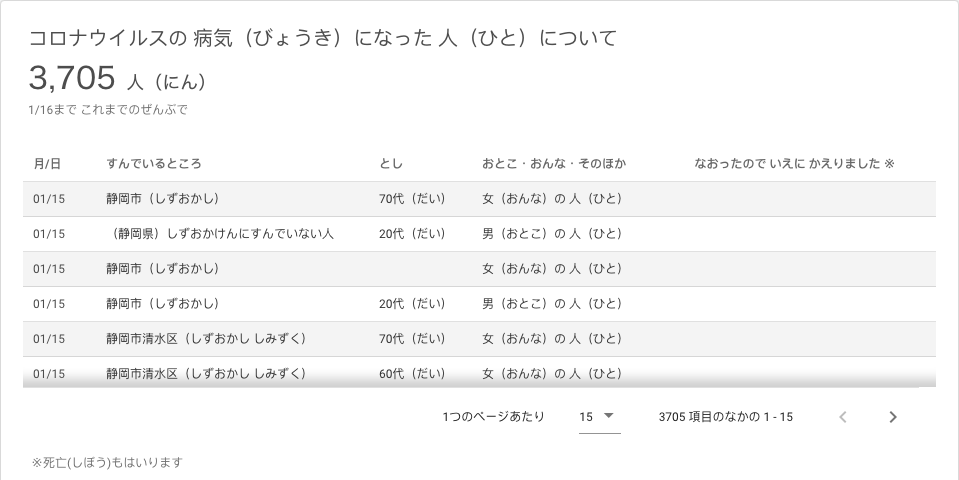 コロナウイルスの 病気（びょうき）になった 人（ひと）について
3,705 人（にん）
1/16まで これまでのぜんぶで
月/日 すんでいるところ とし おとこ・おんな・そのほか なおったので いえに かえりました ※
01/15 静岡市（しずおかし） 70代（だい） 女（おんな）の 人（ひと）
01/15 （静岡県）しずおかけんにすんでいない人 20代（だい） 男（おとこ）の 人（ひと）
01/15 静岡市（しずおかし） 女（おんな）の 人（ひと）
01/15 静岡市（しずおかし） 20代（だい） 男（おとこ）の 人（ひと）
01/15 静岡市清水区（しずおかし しみずく） 70代（だい） 女（おんな）の 人（ひと）
01/15 静岡市清水区（しずおかし しみずく） 60代（だい） 女（おんな）の 人（ひと）
1つのページあたり 15 3705 項目のなかの 1 - 15
※死亡(しぼう)もはいります